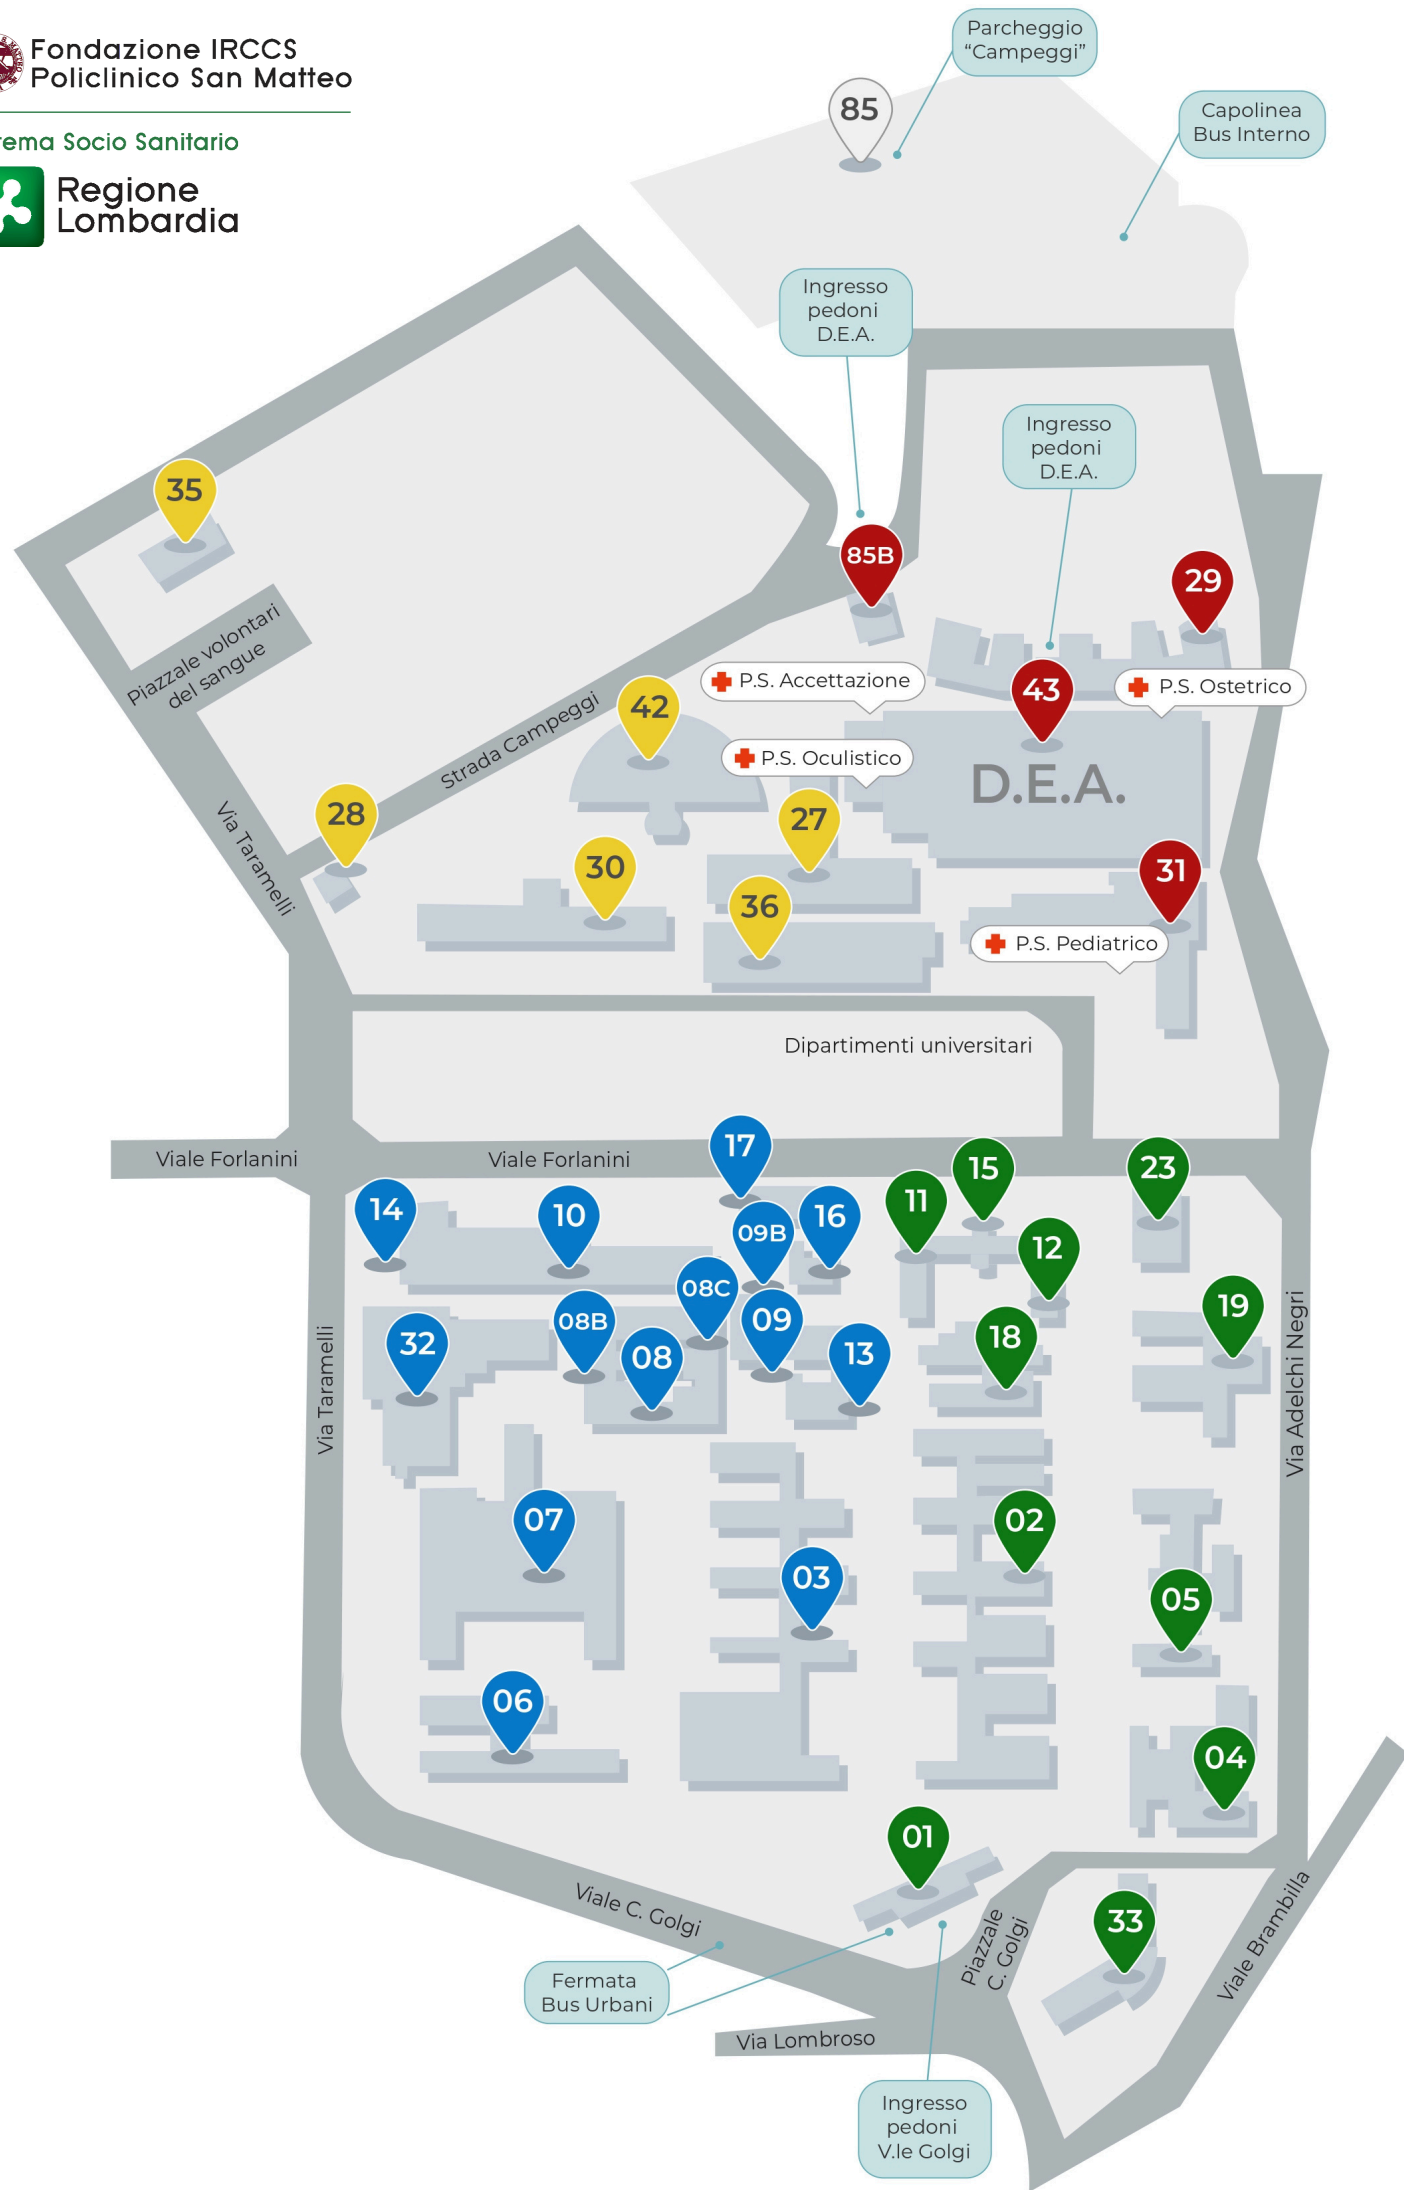 Fondazione IRCCS
Policlinico San Matteo
Socio Sanitario
Regione
Lombardia
Parcheggio
“Campeggi”
85
Capolinea
Bus Interno
Ingresso
pedoni
D.E.A.
Ingresso
pedoni
D.E.A.
35
85B
29
Piazzale volontari
del sangue
P.S. Accettazione
43
P.S. Ostetrico
42
Strada Campeggi
P.S. Oculistico
D.E.A.
28
27
Via Taramelli
30
31
36
P.S. Pediatrico
Dipartimenti universitari
Viale Forlanini
Viale Forlanini
17
15
23
14
10
09B
16
11
12
08C
32
08B
08
09
13
18
19
Via Taramelli
Via Adelchi Negri
07
03
02
05
06
04
01
33
Viale C. Golgi
Piazzale
C. Golgi
Viale Brambilla
Fermata
Bus Urbani
Via Lombroso
Ingresso
pedoni
V.le Golgi